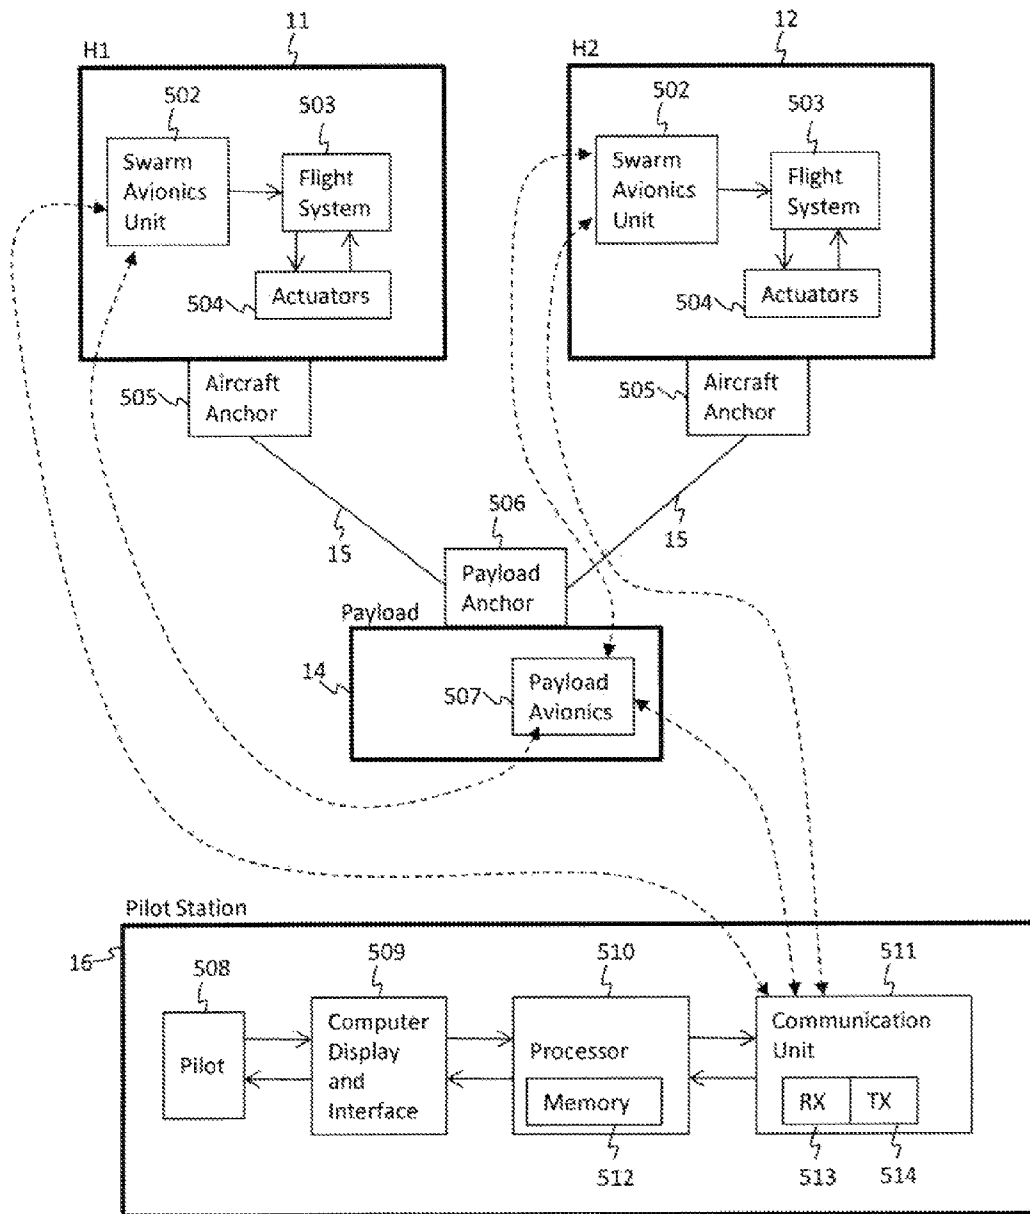 H1
11
H2
12
502
503
502
503
Swarm
Avionics
Unit
Flight
System
Swarm
Avionics
Unit
Flight
System
504
Actuators
504
Actuators
505
Aircraft
Anchor
505
Aircraft
Anchor
506
15
15
Payload
Anchor
Payload
14
507
Payload
Avionics
Pilot Station
16
508
509
510
511
Pilot
Computer
Display
and
Interface
Processor
Memory
Communication
Unit
RX
TX
512
513
514